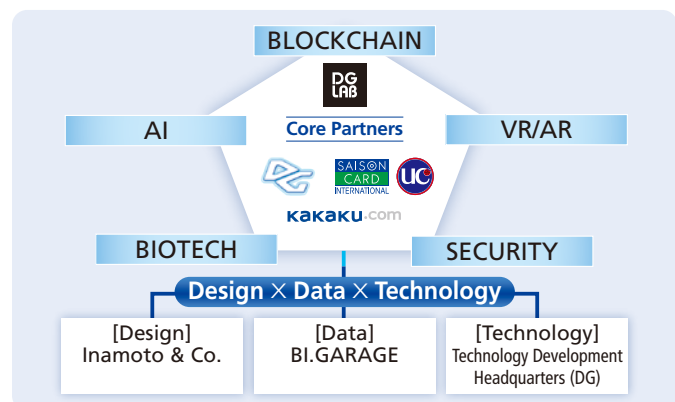 BLOCKCHAIN
DG
LAB
AI
Core Partners
VR/AR
DG
SAISON
CARD
INTERNATIONAL
UC
kakaku.com
BIOTECH
SECURITY
Design × Data × Technology
[Design]
Inamoto & Co.
[Data]
BI.GARAGE
[Technology]
Technology Development
Headquarters (DG)